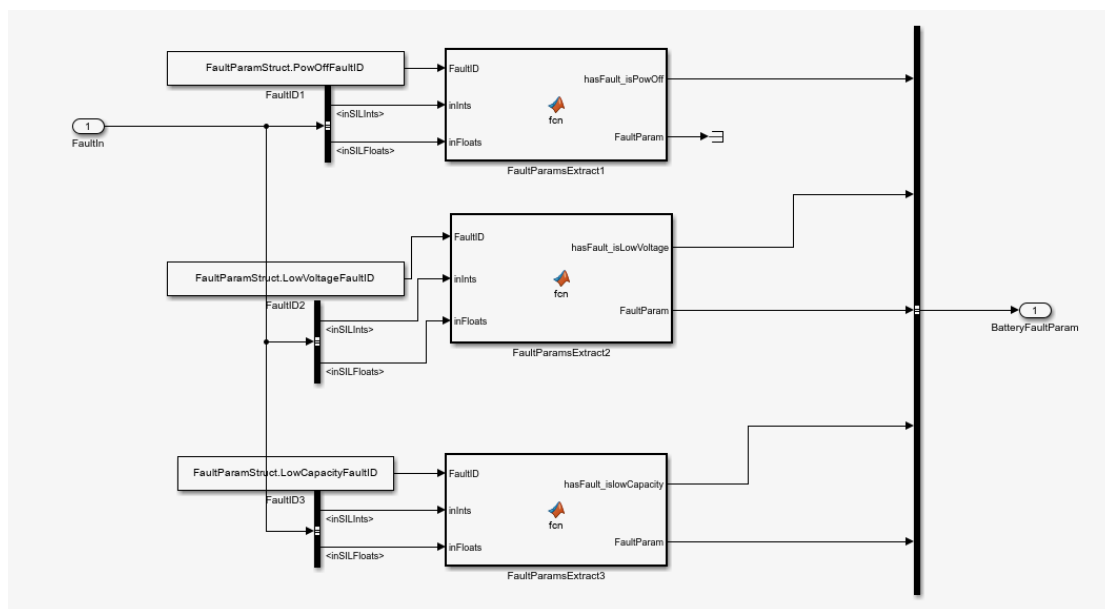 FaultParamStruct.PowOffFaultID
FaultID1
1
FaultIn
<inSILInts>
<inSILFloats>
FaultID
inInts
inFloats
fcn
hasFault_isPowOff
FaultParam
FaultParamsExtract1
FaultParamStruct.LowVoltageFaultID
FaultID2
<inSILInts>
<inSILFloats>
FaultID
inInts
inFloats
fcn
hasFault_isLowVoltage
FaultParam
FaultParamsExtract2
1
BatteryFaultParam
FaultParamStruct.LowCapacityFaultID
FaultID3
<inSILInts>
<inSILFloats>
FaultID
inInts
inFloats
fcn
hasFault_islowCapacity
FaultParam
FaultParamsExtract3